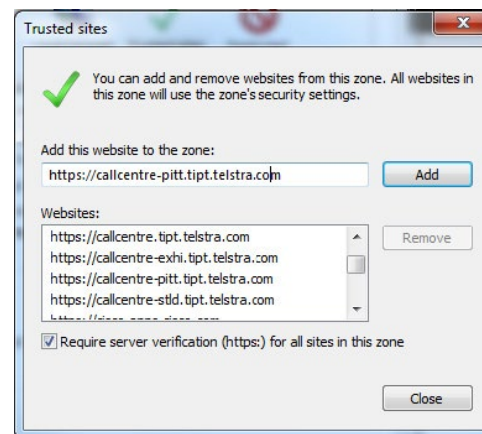 Trusted sites
You can add and remove websites from this zone. All websites in
this zone will use the zone's security settings.
Add this website to the zone:
https://callcentre-pitt.tipt.telstra.com
Add
Websites:
https://callcentre.tipt.telstra.com
Remove
https://callcentre-exhi.tipt.telstra.com
https://callcentre-pitt.tipt.telstra.com
https://callcentre-stld.tipt.telstra.com
Require server verification (https:) for all sites in this zone
Close